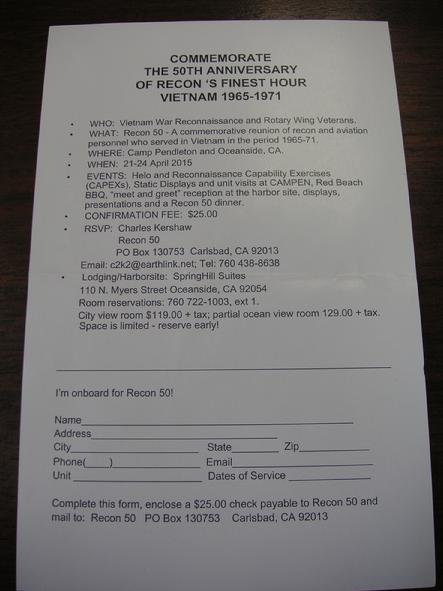 COMMEMORATE
THE 50TH ANNIVERSARY
OF RECON 'S FINEST HOUR
VIETNAM 1965-1971
• WHO: Vietnam War Reconnaissance and Rotary Wing Veterans.
• WHAT: Recon 50 - A commemorative reunion of recon and aviation
personnel who served in Vietnam in the period 1965-71.
• WHERE: Camp Pendleton and Oceanside, CA.
• WHEN: 21-24 April 2015
• EVENTS: Helo and Reconnaissance Capability Exercises
(CAPEXs), Static Displays and unit visits at CAMPEN, Red Beach
BBQ, "meet and greet" reception at the harbor site, displays,
presentations and a Recon 50 dinner.
• CONFIRMATION FEE: $25.00
• RSVP: Charles Kershaw
Recon 50
PO Box 130753 Carlsbad, CA 92013
Email: c2k2@earthlink.net; Tel: 760 438-8638
• Lodging/Harborsite: SpringHill Suites
110 N. Myers Street Oceanside, CA 92054
Room reservations: 760 722-1003, ext 1.
City view room $119.00 + tax; partial ocean view room 129.00 + tax.
Space is limited - reserve early!
I'm onboard for Recon 50!
Name
Address
City State Zip
Phone( ) Email
Unit Dates of Service
Complete this form, enclose a $25.00 check payable to Recon 50 and
mail to: Recon 50 PO Box 130753 Carlsbad, CA 92013